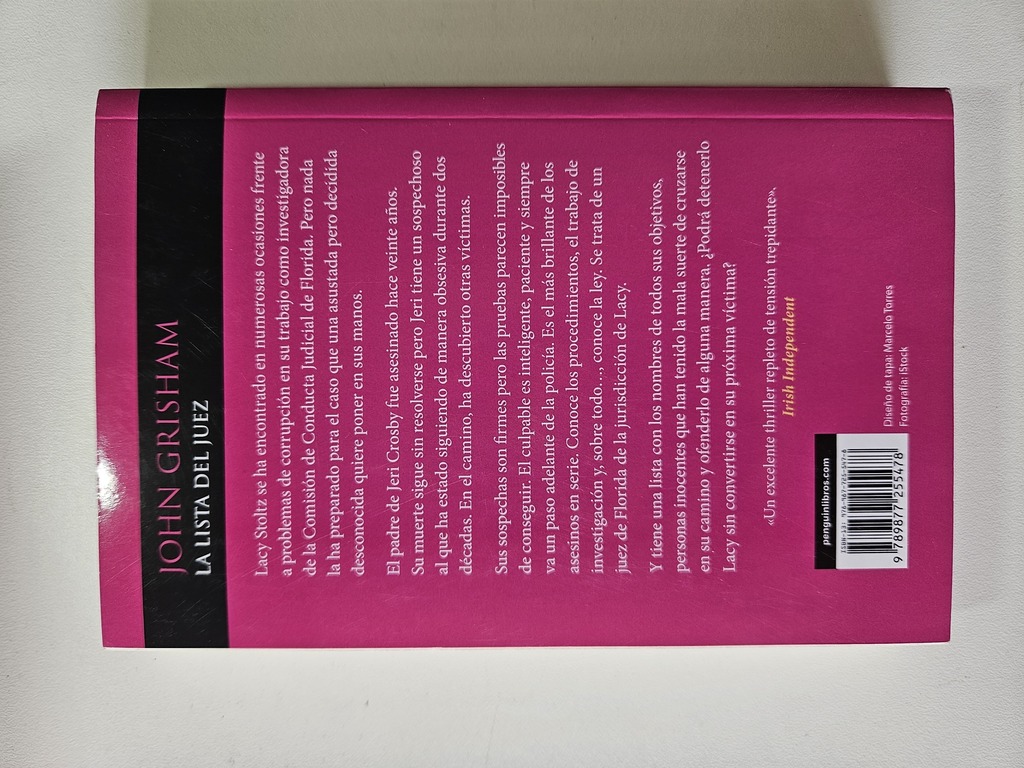 JOHN GRISHAM
LA LISTA DEL JUEZ
Lacy Stoltz se ha encontrado en numerosas ocasiones frente
a problemas de corrupción en su trabajo como investigadora
de la Comisión de Conducta Judicial de Florida. Pero nada
la ha preparado para el caso que una asustada pero decidida
desconocida quiere poner en sus manos.
El padre de Jeri Crosby fue asesinado hace veinte años.
Su muerte sigue sin resolverse pero Jeri tiene un sospechoso
al que ha estado siguiendo de manera obsesiva durante dos
décadas. En el camino, ha descubierto otras víctimas.
Sus sospechas son firmes pero las pruebas parecen imposibles
de conseguir. El culpable es inteligente, paciente y siempre
va un paso adelante de la policía. Es el más brillante de los
asesinos en serie. Conoce los procedimientos, el trabajo de
investigación y, sobre todo..., conoce la ley. Se trata de un
juez de Florida de la jurisdicción de Lacy.
Y tiene una lista con los nombres de todos sus objetivos,
personas inocentes que han tenido la mala suerte de cruzarse
en su camino y ofenderlo de alguna manera. ¿Podrá detenerlo
Lacy sin convertirse en su próxima víctima?
«Un excelente thriller repleto de tensión trepidante».
Irish Independent
penguinlibros.com
ISBN-13: 978-987-725-547-8
9 789877 255478
Diseño de tapa: Marcelo Torres
Fotografía: iStock